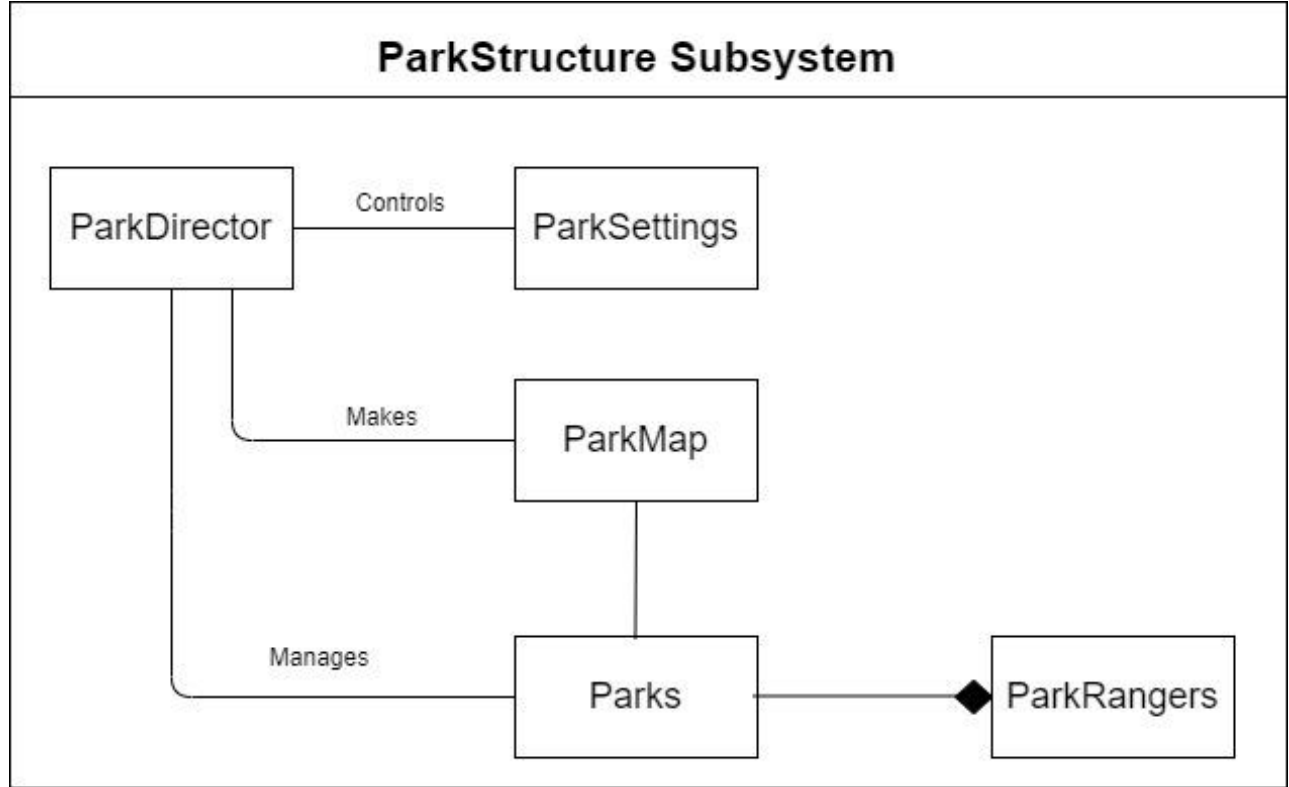 ParkStructure Subsystem
ParkDirector
Controls
ParkSettings
Makes
ParkMap
Manages
Parks
ParkRangers